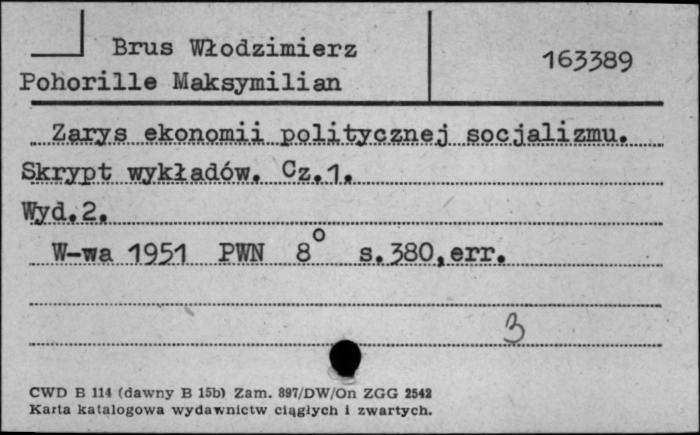 Brus Włodzimierz
163389
Pohorille Maksymilian
Zarys ekonomii politycznej socjalizmu.
Skrypt wykładów. Cz.1.
Wyd.2.
W-wa 1951 PWN 8° s.380,err.
3
CWD B 114 (dawny B 15b) Zam. 897/DW/On ZGG 2542
Karta katalogowa wydawnictw ciągłych i zwartych.